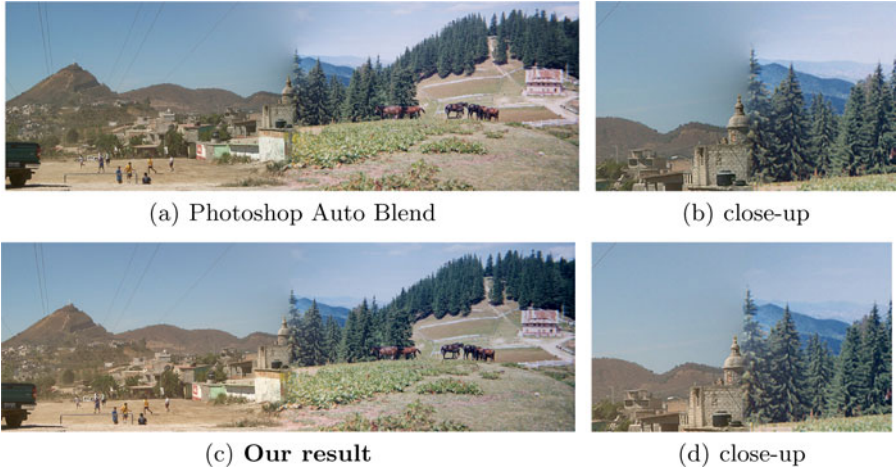 (a) Photoshop Auto Blend
(b) close-up
(c) Our result
(d) close-up